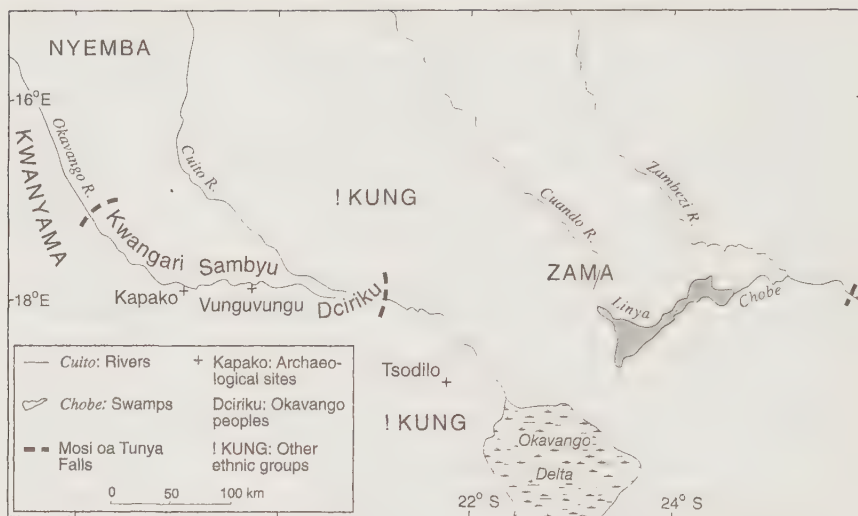 NYEMBA
16°E
KWANYAMA
Okavango R.
Cuito R.
! KUNG
Cuando R.
Zambezi R.
Kwangari
Sambyu
ZAMA
Kapako
Vunguvungu
Dciriku
18°E
Linya
Chobe
Tsodilo
! KUNG
Okavango
Delta
Cuito: Rivers
Chobe: Swamps
Mosi oa Tunya
Falls
Kapako: Archaeo-
logical sites
Dciriku: Okavango
peoples
! KUNG: Other
ethnic groups
0 50 100 km
22° S
24° S